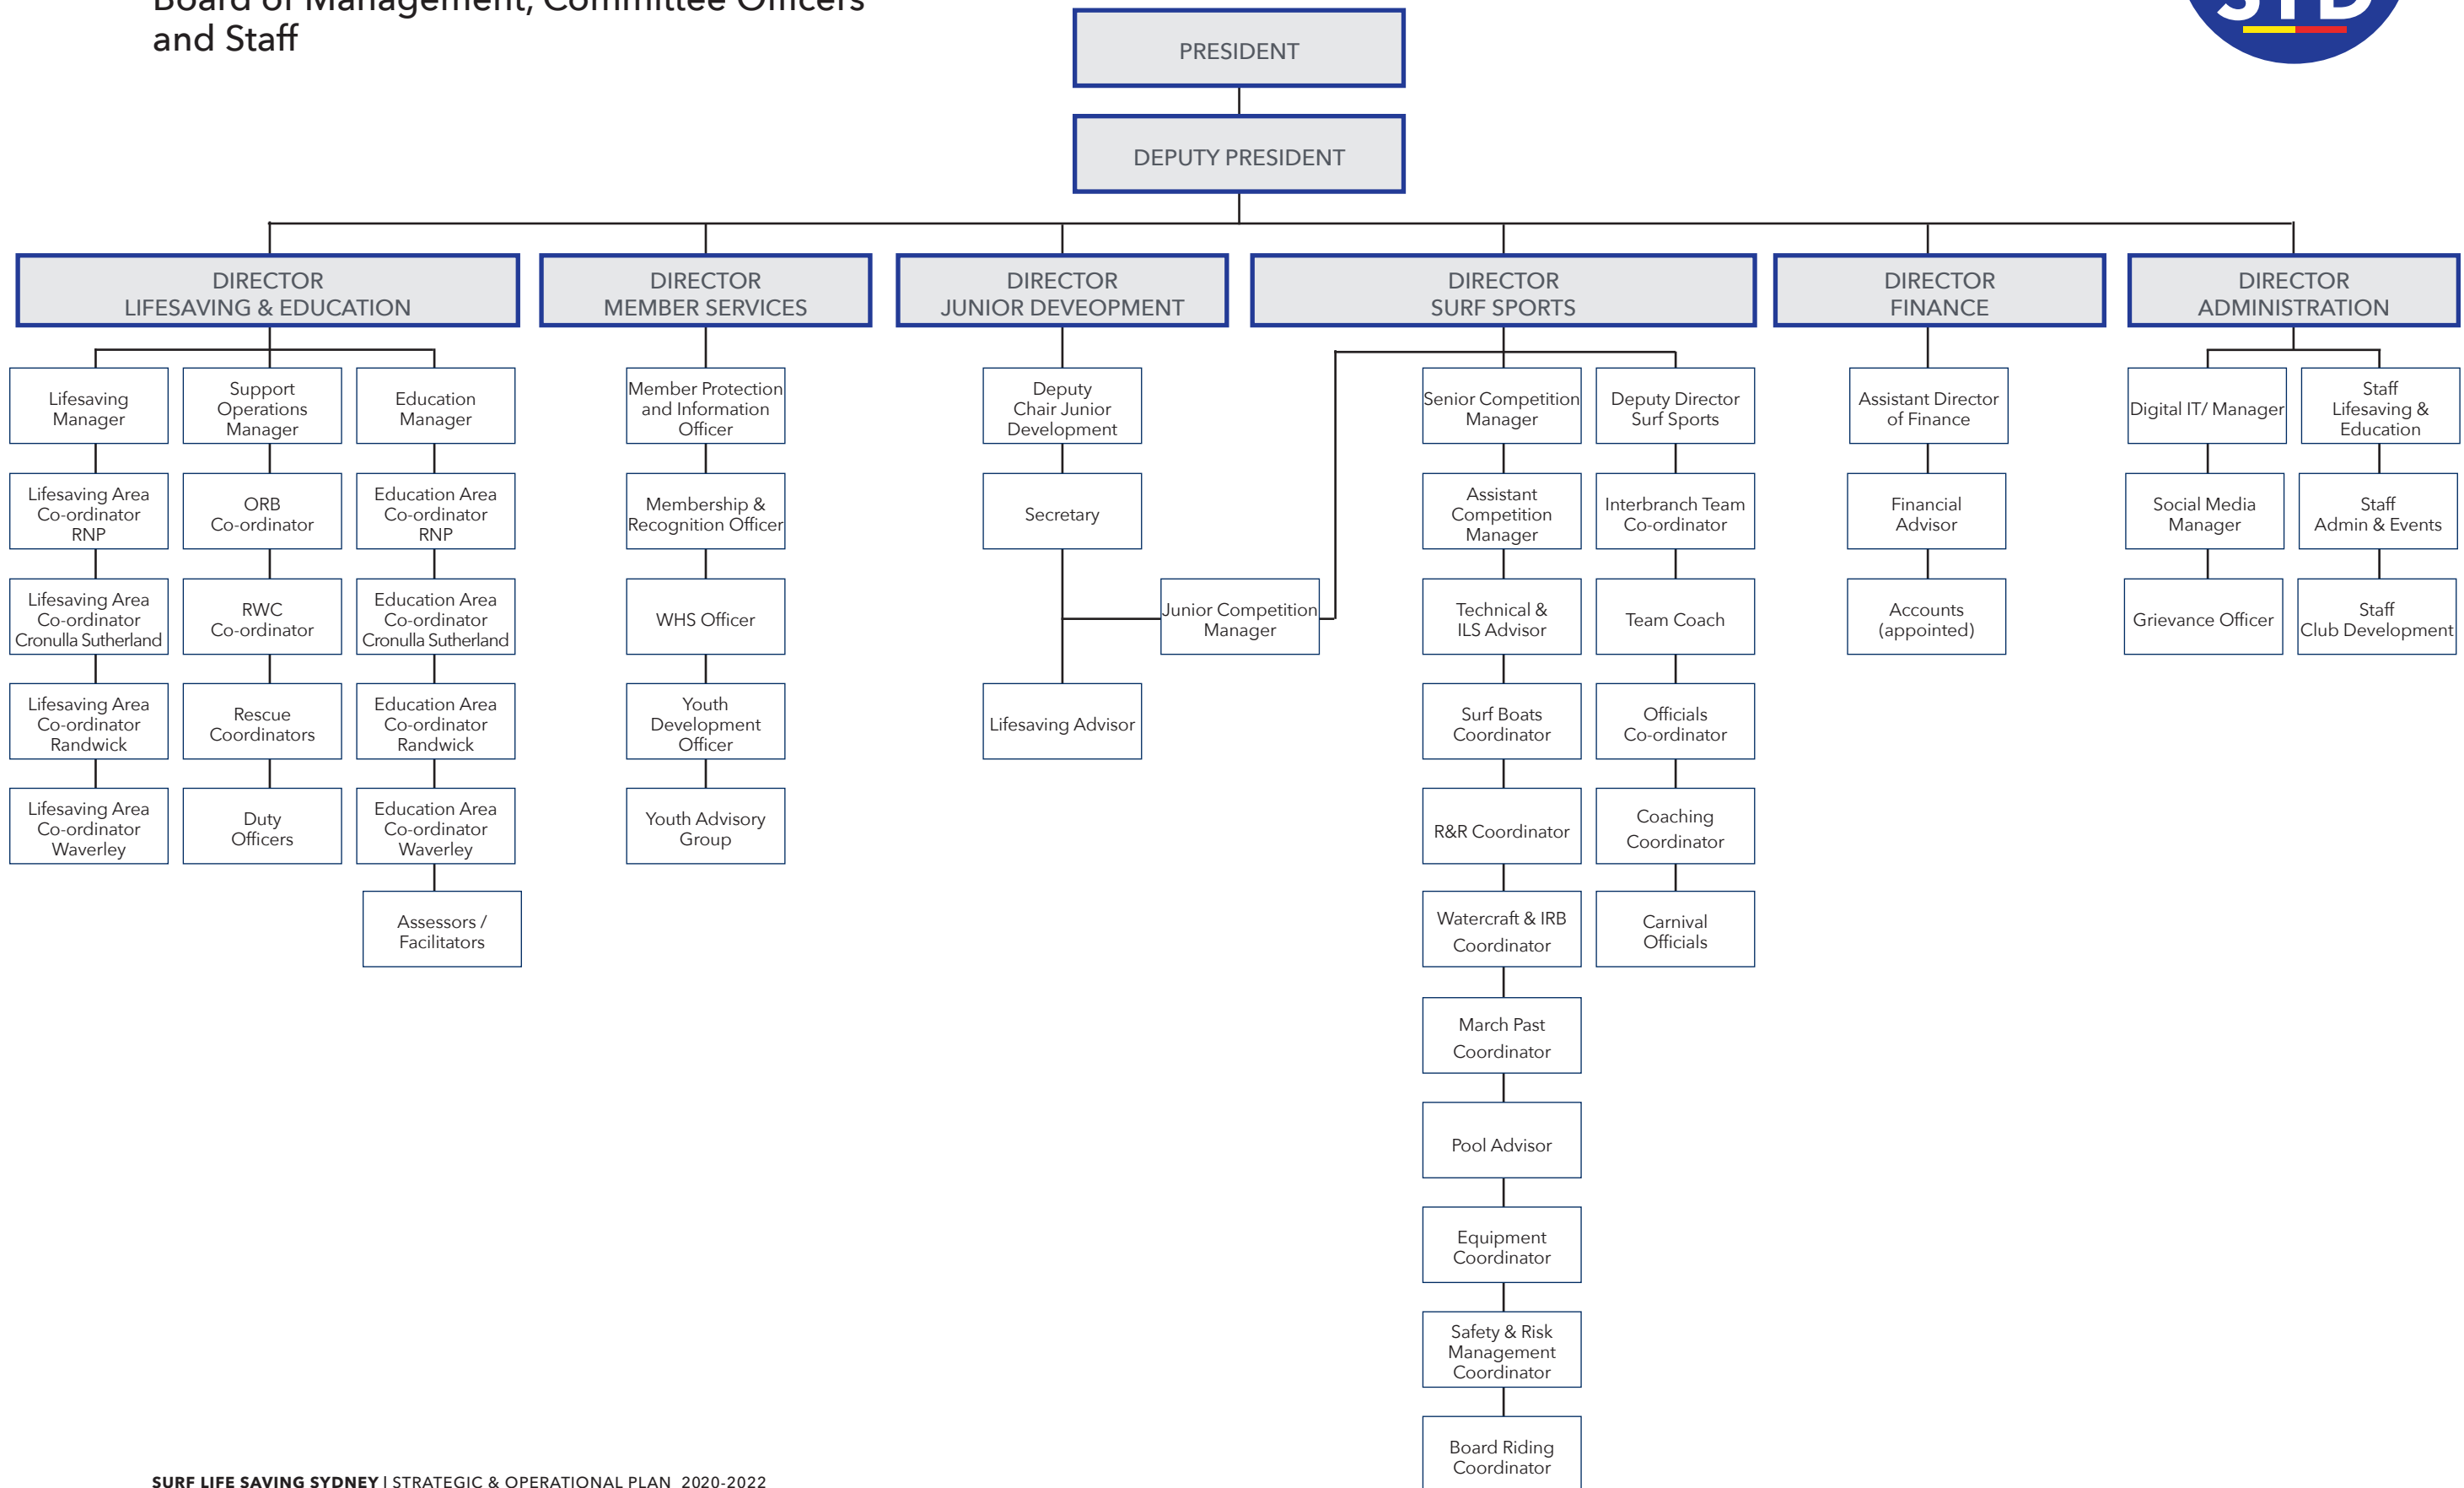 Board of Management, Committee Officers
and Staff
SYD
PRESIDENT
DEPUTY PRESIDENT
DIRECTOR
LIFESAVING & EDUCATION
DIRECTOR
MEMBER SERVICES
DIRECTOR
JUNIOR DEVEOPMENT
DIRECTOR
SURF SPORTS
DIRECTOR
FINANCE
DIRECTOR
ADMINISTRATION
Lifesaving
Manager
Lifesaving Area
Co-ordinator
RNP
Lifesaving Area
Co-ordinator
Cronulla Sutherland
Lifesaving Area
Co-ordinator
Randwick
Lifesaving Area
Co-ordinator
Waverley
Support
Operations
Manager
ORB
Co-ordinator
RWC
Co-ordinator
Rescue
Coordinators
Duty
Officers
Education
Manager
Education Area
Co-ordinator
RNP
Education Area
Co-ordinator
Cronulla Sutherland
Education Area
Co-ordinator
Randwick
Education Area
Co-ordinator
Waverley
Assessors /
Facilitators
Member Protection
and Information
Officer
Membership &
Recognition Officer
WHS Officer
Youth
Development
Officer
Youth Advisory
Group
Deputy
Chair Junior
Development
Secretary
Junior Competition
Manager
Lifesaving Advisor
Senior Competition
Manager
Assistant
Competition
Manager
Technical &
ILS Advisor
Surf Boats
Coordinator
R&R Coordinator
Watercraft & IRB
Coordinator
March Past
Coordinator
Pool Advisor
Equipment
Coordinator
Safety & Risk
Management
Coordinator
Board Riding
Coordinator
Deputy Director
Surf Sports
Interbranch Team
Co-ordinator
Team Coach
Officials
Co-ordinator
Coaching
Coordinator
Carnival
Officials
Assistant Director
of Finance
Financial
Advisor
Accounts
(appointed)
Digital IT/ Manager
Social Media
Manager
Grievance Officer
Staff
Lifesaving &
Education
Staff
Admin & Events
Staff
Club Development
SURF LIFE SAVING SYDNEY | STRATEGIC & OPERATIONAL PLAN 2020-2022